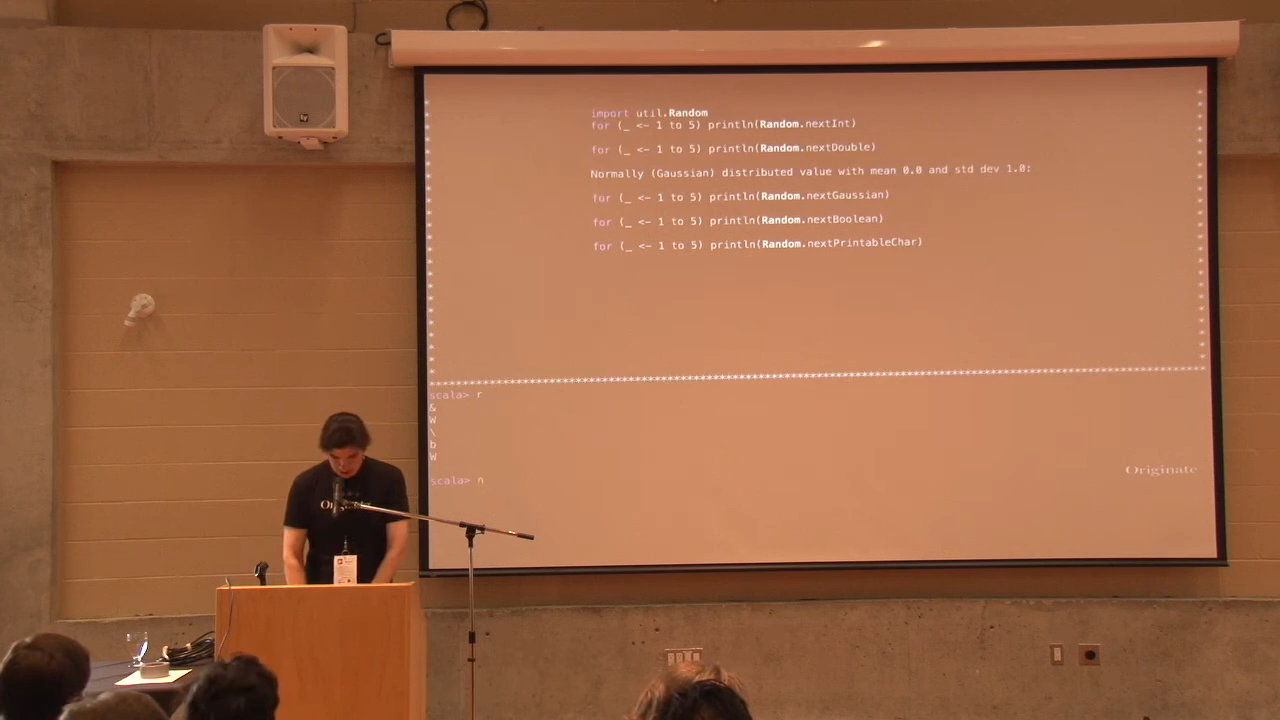 import util.Random
for (_ <- 1 to 5) println(Random.nextInt)
for (_ <- 1 to 5) println(Random.nextDouble)
Normally (Gaussian) distributed value with mean 0.0 and std dev 1.0:
for (_ <- 1 to 5) println(Random.nextGaussian)
for (_ <- 1 to 5) println(Random.nextBoolean)
for (_ <- 1 to 5) println(Random.nextPrintableChar)
scala> r
&
W
\
b
W
scala> n
Originate